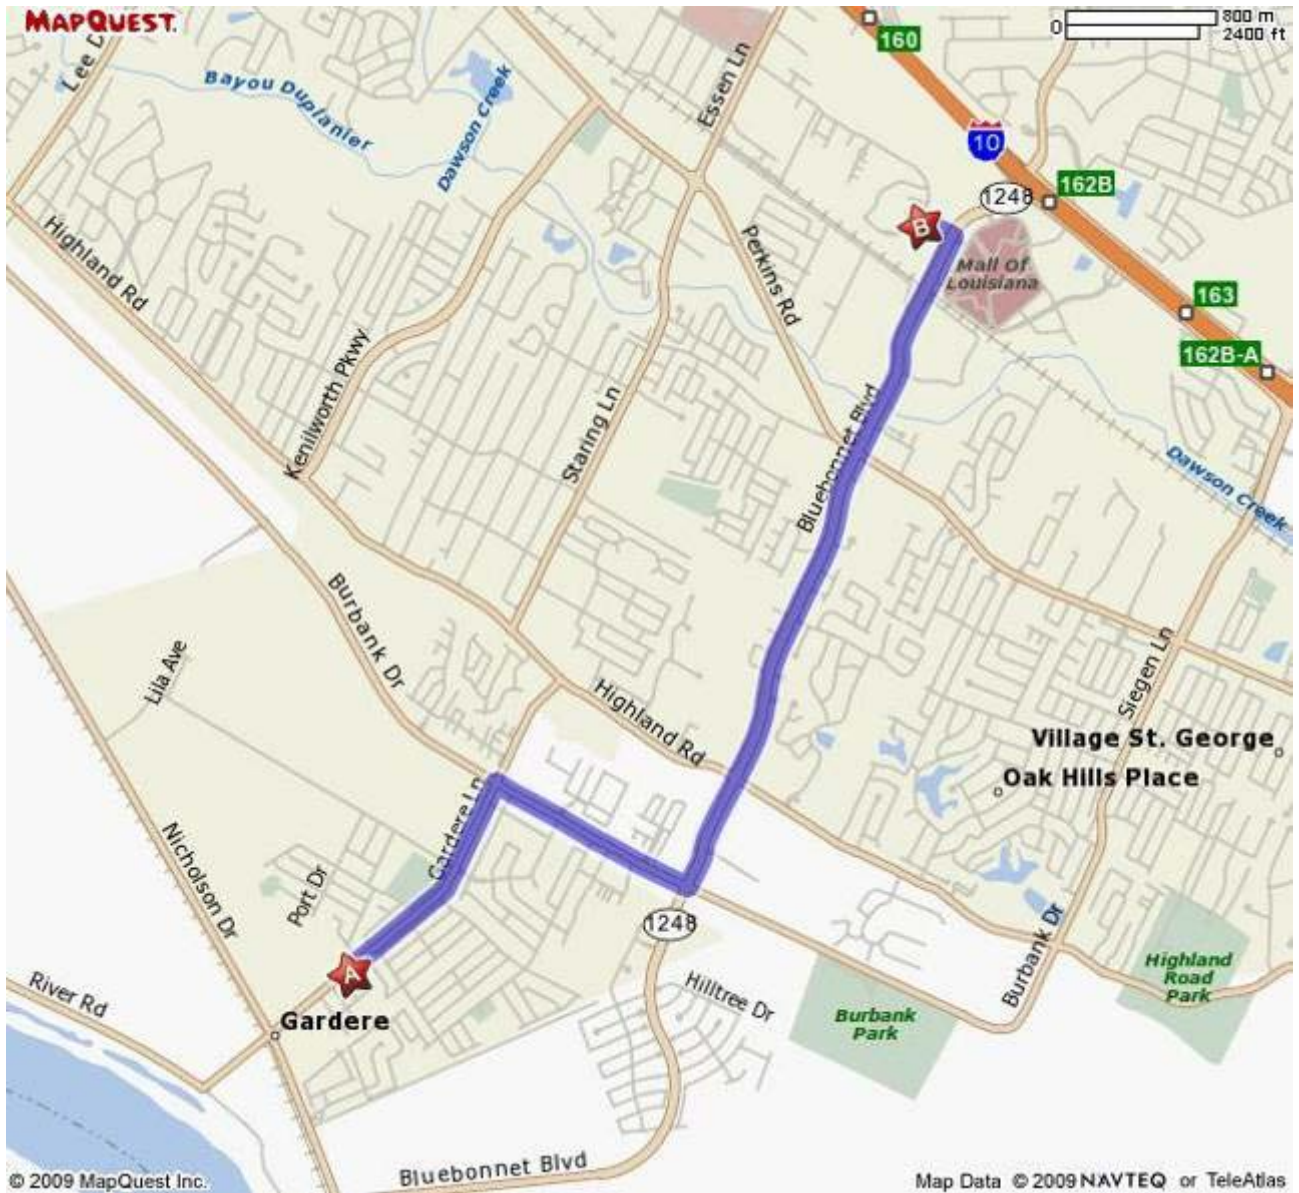 MAPQUEST.
0
800 m
2400 ft
160
Lee D
Essen Ln
Bayou Duplanier
Dawson Creek
10
162B
1248
B
Highland Rd
Perkins Rd
Mall Of
Louisiana
163
162B-A
Kenilworth Pkwy
Staring Ln
Bluebonnet Blvd
Dawson Creek
Burbank Dr
Lila Ave
Siegen Ln
Highland Rd
Village St. George
Oak Hills Place
Gardere Ln
Nicholson Dr
Port Dr
1248
A
Burbank Dr
Highland
Road
Park
River Rd
Hilltree Dr
Gardere
Burbank
Park
Bluebonnet Blvd
© 2009 MapQuest Inc.
Map Data © 2009 NAVTEQ or TeleAtlas